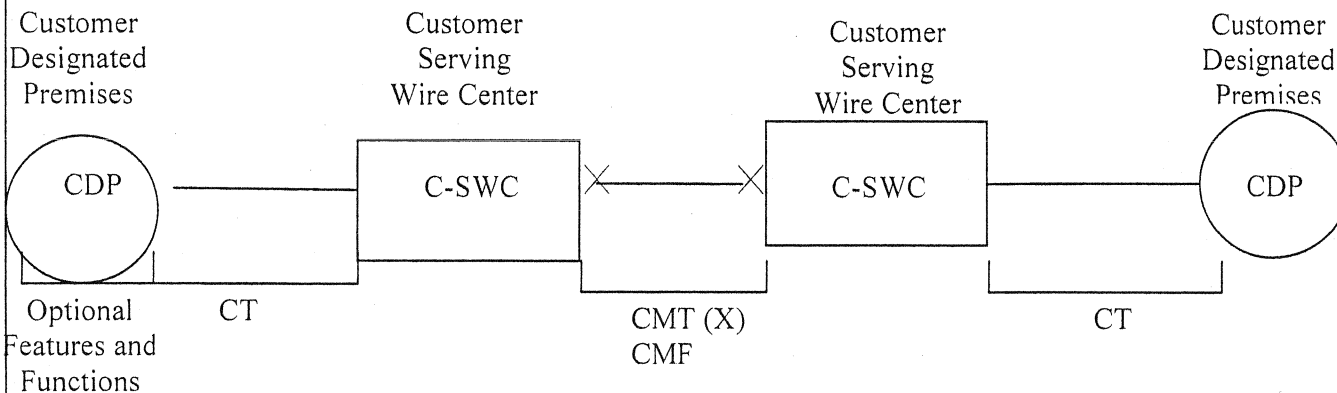 Customer
Designated
Premises
Customer
Serving
Wire Center
Customer
Serving
Wire Center
Customer
Designated
Premises
CDP
C-SWC
C-SWC
CDP
Optional
Features and
Functions
CT
CMT (X)
CMF
CT